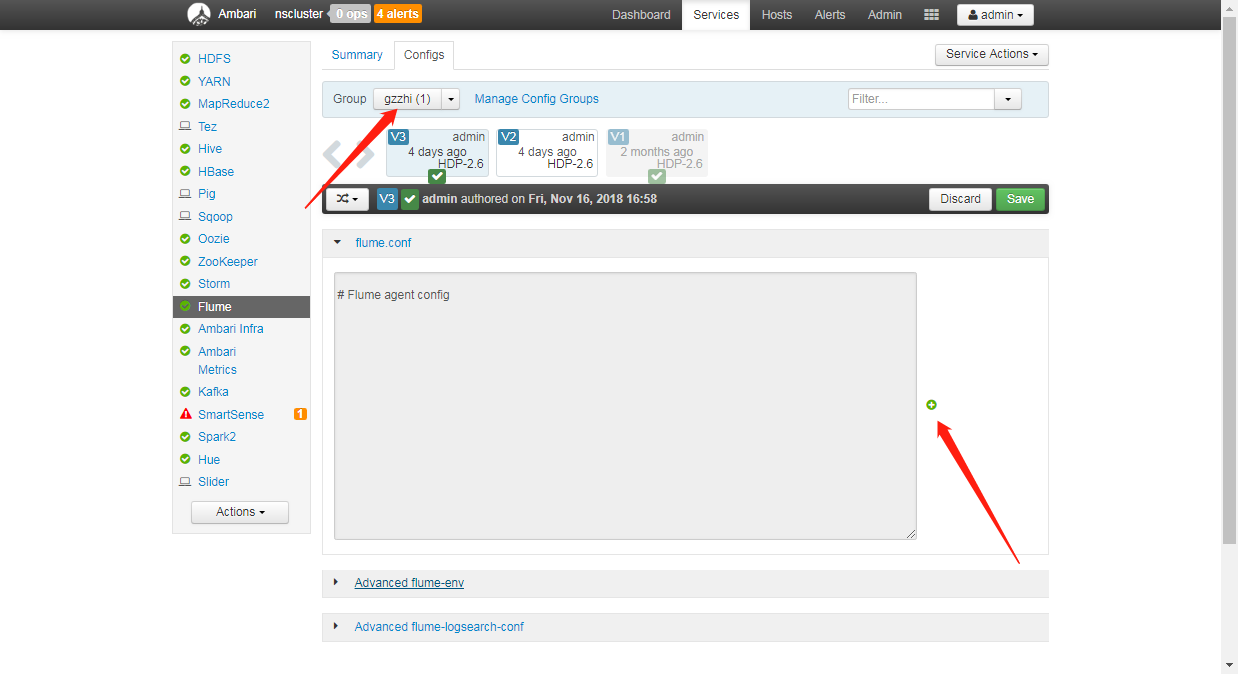 Ambari nscluster 0 ops 4 alerts Dashboard Services Hosts Alerts Admin admin
HDFS
YARN
MapReduce2
Tez
Hive
HBase
Pig
Sqoop
Oozie
ZooKeeper
Storm
Flume
Ambari Infra
Ambari
Metrics
Kafka
SmartSense 1
Spark2
Hue
Slider
Actions
Summary Configs Service Actions
Group gzzhi (1) Manage Config Groups Filter...
V3 admin
4 days ago
HDP-2.6
V2 admin
4 days ago
HDP-2.6
V1 admin
2 months ago
HDP-2.6
V3 admin authored on Fri, Nov 16, 2018 16:58 Discard Save
flume.conf
# Flume agent config
Advanced flume-env
Advanced flume-logsearch-conf